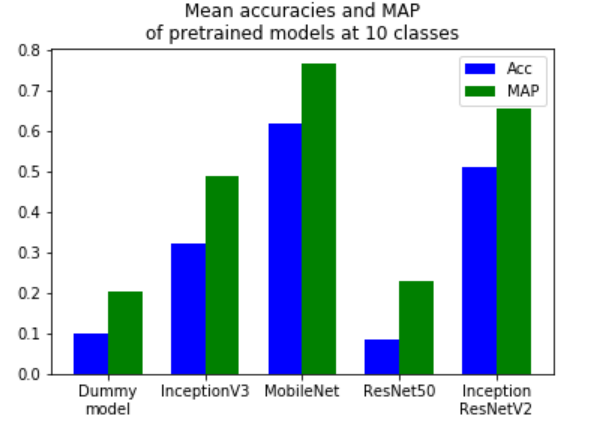 Mean accuracies and MAP
of pretrained models at 10 classes
Acc
MAP
0.8
0.7
0.6
0.5
0.4
0.3
0.2
0.1
0.0
Dummy
model
InceptionV3
MobileNet
ResNet50
Inception
ResNetV2